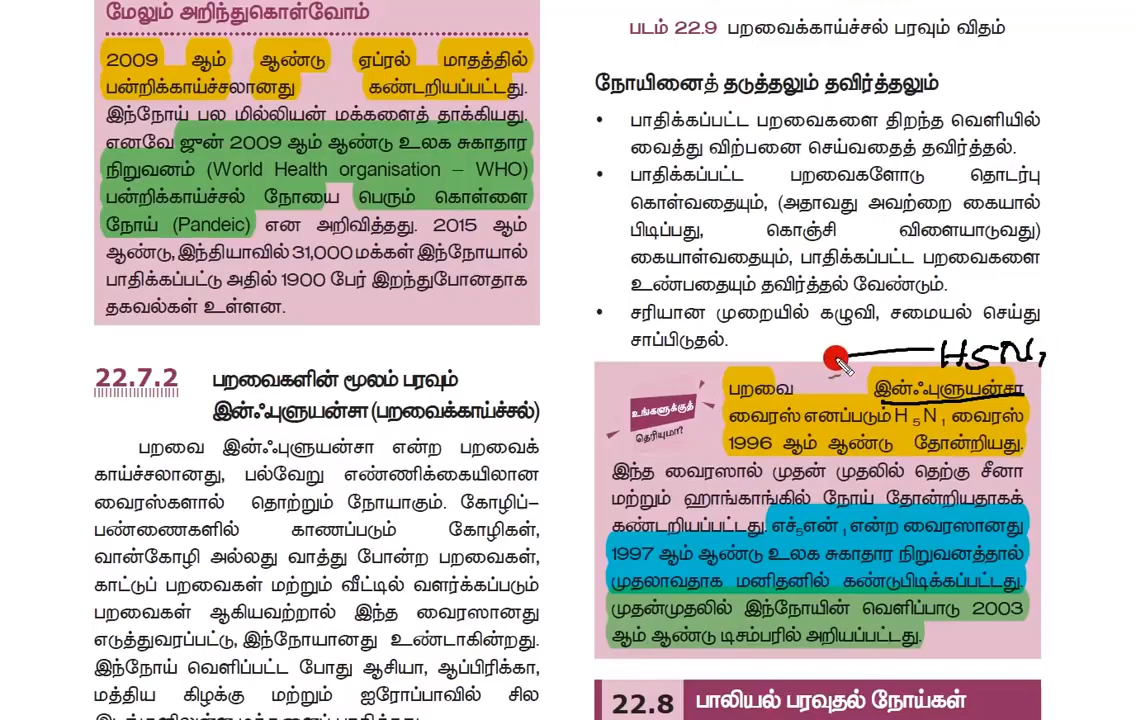 மேலும் அறிந்துகொள்வோம்
2009 ஆம் ஆண்டு ஏப்ரல் மாதத்தில்
பன்றிக்காய்ச்சலானது கண்டறியப்பட்டது.
இந்நோய் பல மில்லியன் மக்களைத் தாக்கியது.
எனவே ஜுன் 2009 ஆம் ஆண்டு உலக சுகாதார
நிறுவனம் (World Health organisation – WHO)
பன்றிக்காய்ச்சல் நோயை பெரும் கொள்ளை
நோய் (Pandeic) என அறிவித்தது. 2015 ஆம்
ஆண்டு, இந்தியாவில் 31,000 மக்கள் இந்நோயால்
பாதிக்கப்பட்டு அதில் 1900 பேர் இறந்துபோனதாக
தகவல்கள் உள்ளன.
22.7.2 பறவைகளின் மூலம் பரவும்
இன்ஃபுளுயன்சா (பறவைக்காய்ச்சல்)
பறவை இன்ஃபுளுயன்சா என்ற பறவைக்
காய்ச்சலானது, பல்வேறு எண்ணிக்கையிலான
வைரஸ்களால் தொற்றும் நோயாகும். கோழிப்–
பண்ணைகளில் காணப்படும் கோழிகள்,
வான்கோழி அல்லது வாத்து போன்ற பறவைகள்,
காட்டுப் பறவைகள் மற்றும் வீட்டில் வளர்க்கப்படும்
பறவைகள் ஆகியவற்றால் இந்த வைரஸானது
எடுத்துவரப்பட்டு, இந்நோயானது உண்டாகின்றது.
இந்நோய் வெளிப்பட்ட போது ஆசியா, ஆப்பிரிக்கா,
மத்திய கிழக்கு மற்றும் ஐரோப்பாவில் சில
படம் 22.9 பறவைக்காய்ச்சல் பரவும் விதம்
நோயினைத் தடுத்தலும் தவிர்த்தலும்
• பாதிக்கப்பட்ட பறவைகளை திறந்த வெளியில்
வைத்து விற்பனை செய்வதைத் தவிர்த்தல்.
• பாதிக்கப்பட்ட பறவைகளோடு தொடர்பு
கொள்வதையும், (அதாவது அவற்றை கையால்
பிடிப்பது, கொஞ்சி விளையாடுவது)
கையாள்வதையும், பாதிக்கப்பட்ட பறவைகளை
உண்பதையும் தவிர்த்தல் வேண்டும்.
• சரியான முறையில் கழுவி, சமையல் செய்து
சாப்பிடுதல்.
H5N1
உங்களுக்குத்
தெரியுமா?
பறவை இன்ஃபுளுயன்சா
வைரஸ் எனப்படும் H₅N₁ வைரஸ்
1996 ஆம் ஆண்டு தோன்றியது.
இந்த வைரஸால் முதன் முதலில் தெற்கு சீனா
மற்றும் ஹாங்காங்கில் நோய் தோன்றியதாகக்
கண்டறியப்பட்டது. எச்₅என்₁ என்ற வைரஸானது
1997 ஆம் ஆண்டு உலக சுகாதார நிறுவனத்தால்
முதலாவதாக மனிதனில் கண்டுபிடிக்கப்பட்டது.
முதன்முதலில் இந்நோயின் வெளிப்பாடு 2003
ஆம் ஆண்டு டிசம்பரில் அறியப்பட்டது.
22.8 பாலியல் பரவுதல் நோய்கள்